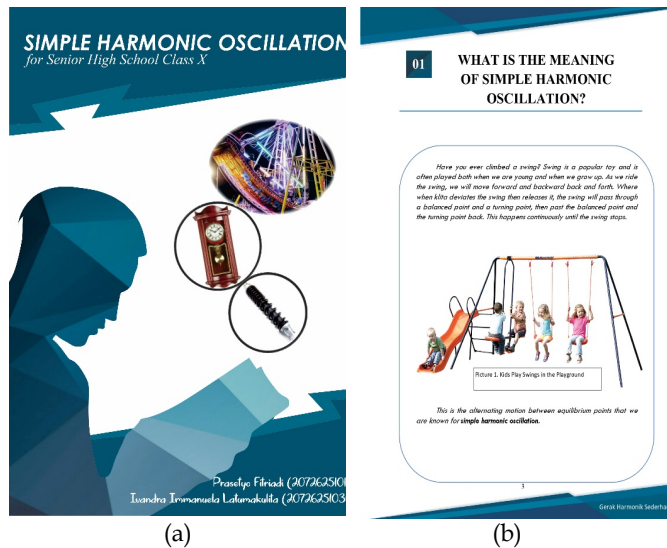 SIMPLE HARMONIC OSCILLATION
for Senior High School Class X
Prasetyo Fitriadi (2072625101
Ivandra Immanuela Latumakulita (2072625103
(a)
01
WHAT IS THE MEANING
OF SIMPLE HARMONIC
OSCILLATION?
Have you ever climbed a swing? Swing is a popular toy and is
often played both when we are young and when we grow up. As we ride
the swing, we will move forward and backward back and forth. Where
when klita deviates the swing then releases it, the swing will pass through
a balanced point and a turning point, then past the balanced point and
the turning point back. This happens continuously until the swing stops.
Picture 1. Kids Play Swings in the Playground
This is the alternating motion between equilibrium points that we
are known for simple harmonic oscillation.
3
Gerak Harmonik Sederha
(b)